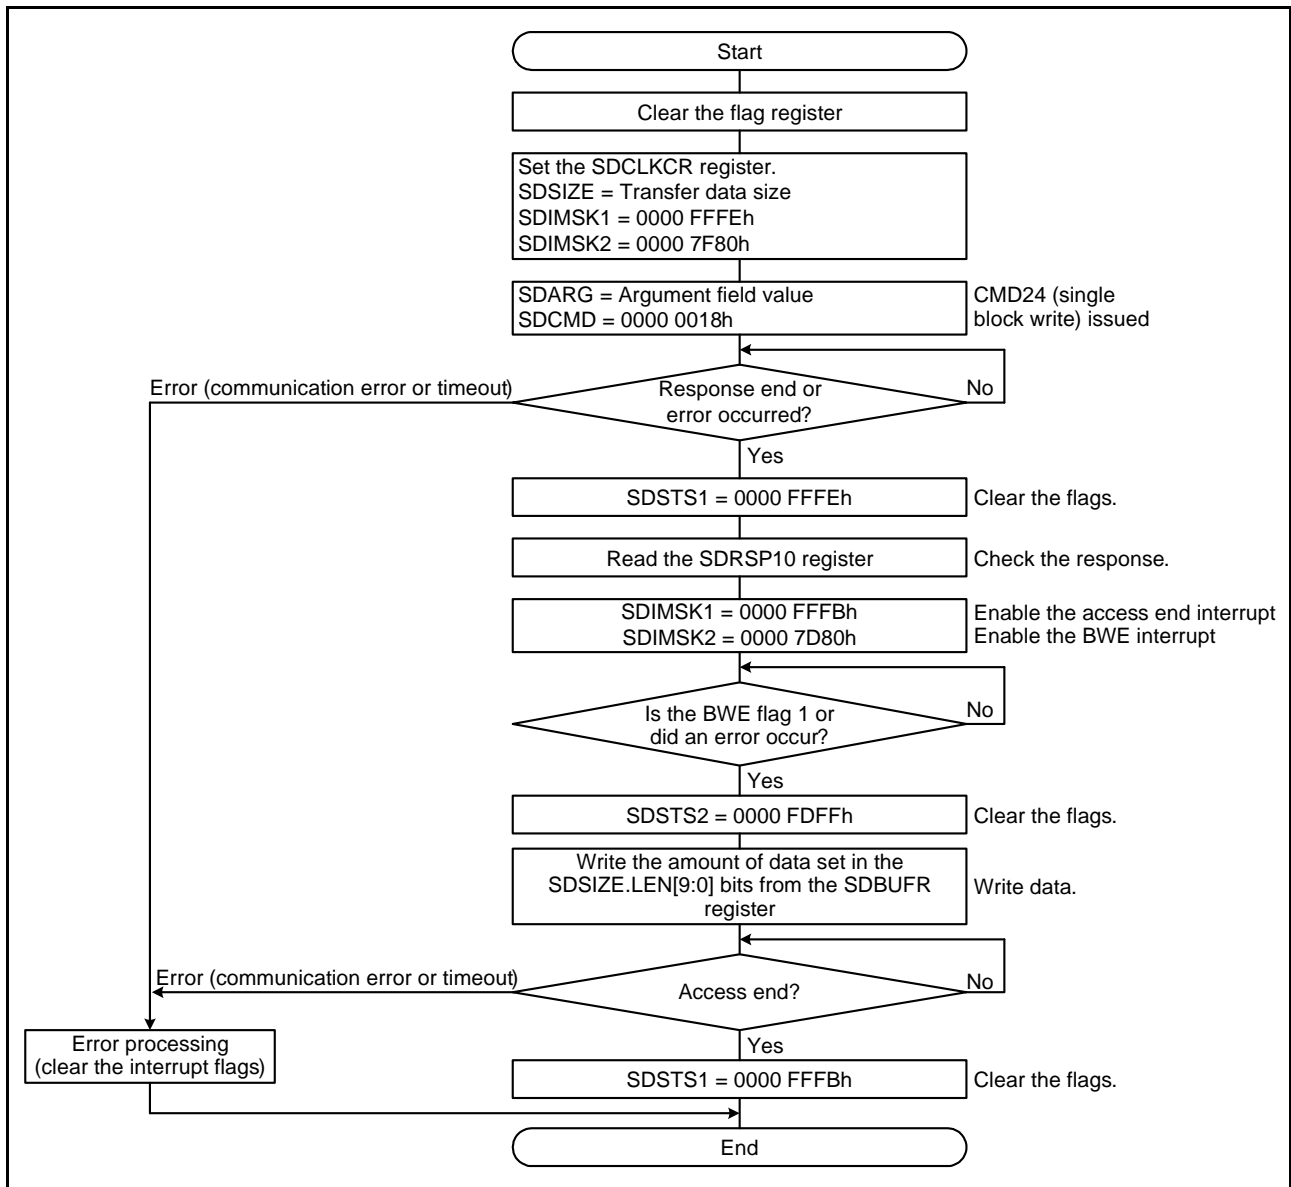 Start
Clear the flag register
Set the SDCLKCR register.
SDSIZE = Transfer data size
SDIMSK1 = 0000 FFFEh
SDIMSK2 = 0000 7F80h
SDARG = Argument field value
SDCMD = 0000 0018h
CMD24 (single
block write) issued
Error (communication error or timeout)
Response end or
error occurred?
No
Yes
SDSTS1 = 0000 FFFEh
Clear the flags.
Read the SDRSP10 register
Check the response.
SDIMSK1 = 0000 FFFBh
SDIMSK2 = 0000 7D80h
Enable the access end interrupt
Enable the BWE interrupt
Is the BWE flag 1 or
did an error occur?
No
Yes
SDSTS2 = 0000 FDFFh
Clear the flags.
Write the amount of data set in the
SDSIZE.LEN[9:0] bits from the SDBUFR
register
Write data.
Error (communication error or timeout)
Access end?
No
Yes
Error processing
(clear the interrupt flags)
SDSTS1 = 0000 FFFBh
Clear the flags.
End